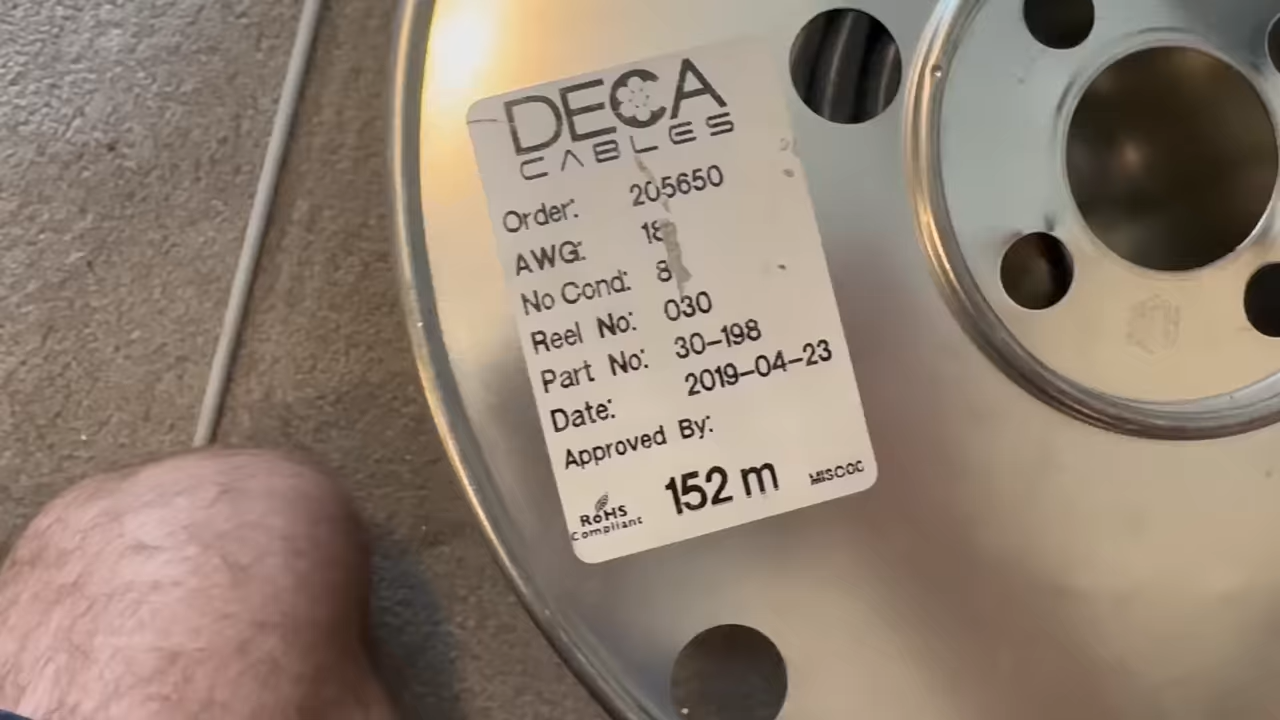 DECA
CABLES
Order: 205650
AWG: 18
No Cond: 8
Reel No: 030
Part No: 30-198
Date: 2019-04-23
Approved By:
RoHS
Compliant
152 m